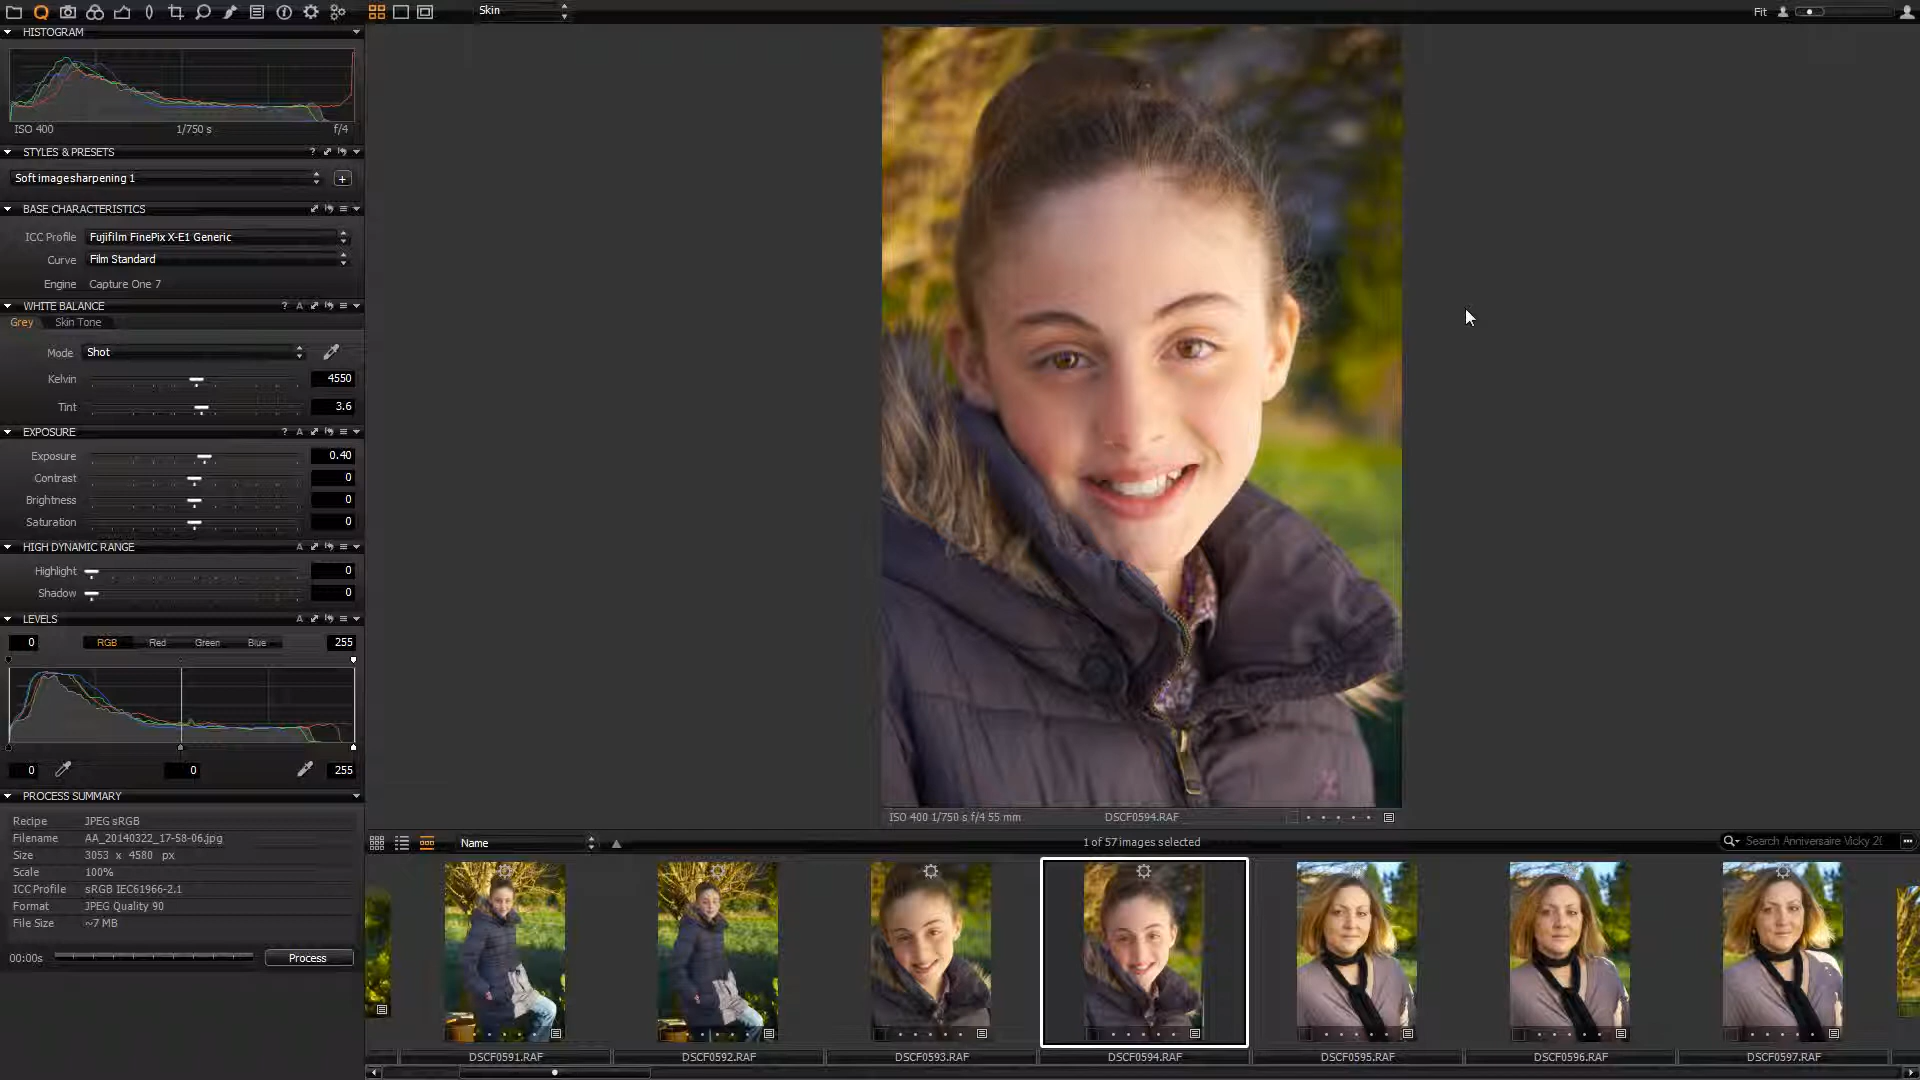 Skin
Fit
HISTOGRAM
ISO 400 1/750 s f/4
STYLES & PRESETS
Soft image sharpening 1
BASE CHARACTERISTICS
ICC Profile Fujifilm FinePix X-E1 Generic
Curve Film Standard
Engine Capture One 7
WHITE BALANCE
Grey Skin Tone
Mode Shot
Kelvin 4550
Tint 3.6
EXPOSURE
Exposure 0.40
Contrast 0
Brightness 0
Saturation 0
HIGH DYNAMIC RANGE
Highlight 0
Shadow 0
LEVELS
0 RGB Red Green Blue 255
0 0 255
PROCESS SUMMARY
Recipe JPEG sRGB
Filename AA_20140322_17-58-06.jpg
Size 3053 x 4580 px
Scale 100%
ICC Profile sRGB IEC61966-2.1
Format JPEG Quality 90
File Size ~7 MB
00:00s Process
ISO 400 1/750 s f/4 55 mm DSCF0594.RAF
Name 1 of 57 images selected Search Anniversaire Vicky 20
DSCF0591.RAF DSCF0592.RAF DSCF0593.RAF DSCF0594.RAF DSCF0595.RAF DSCF0596.RAF DSCF0597.RAF